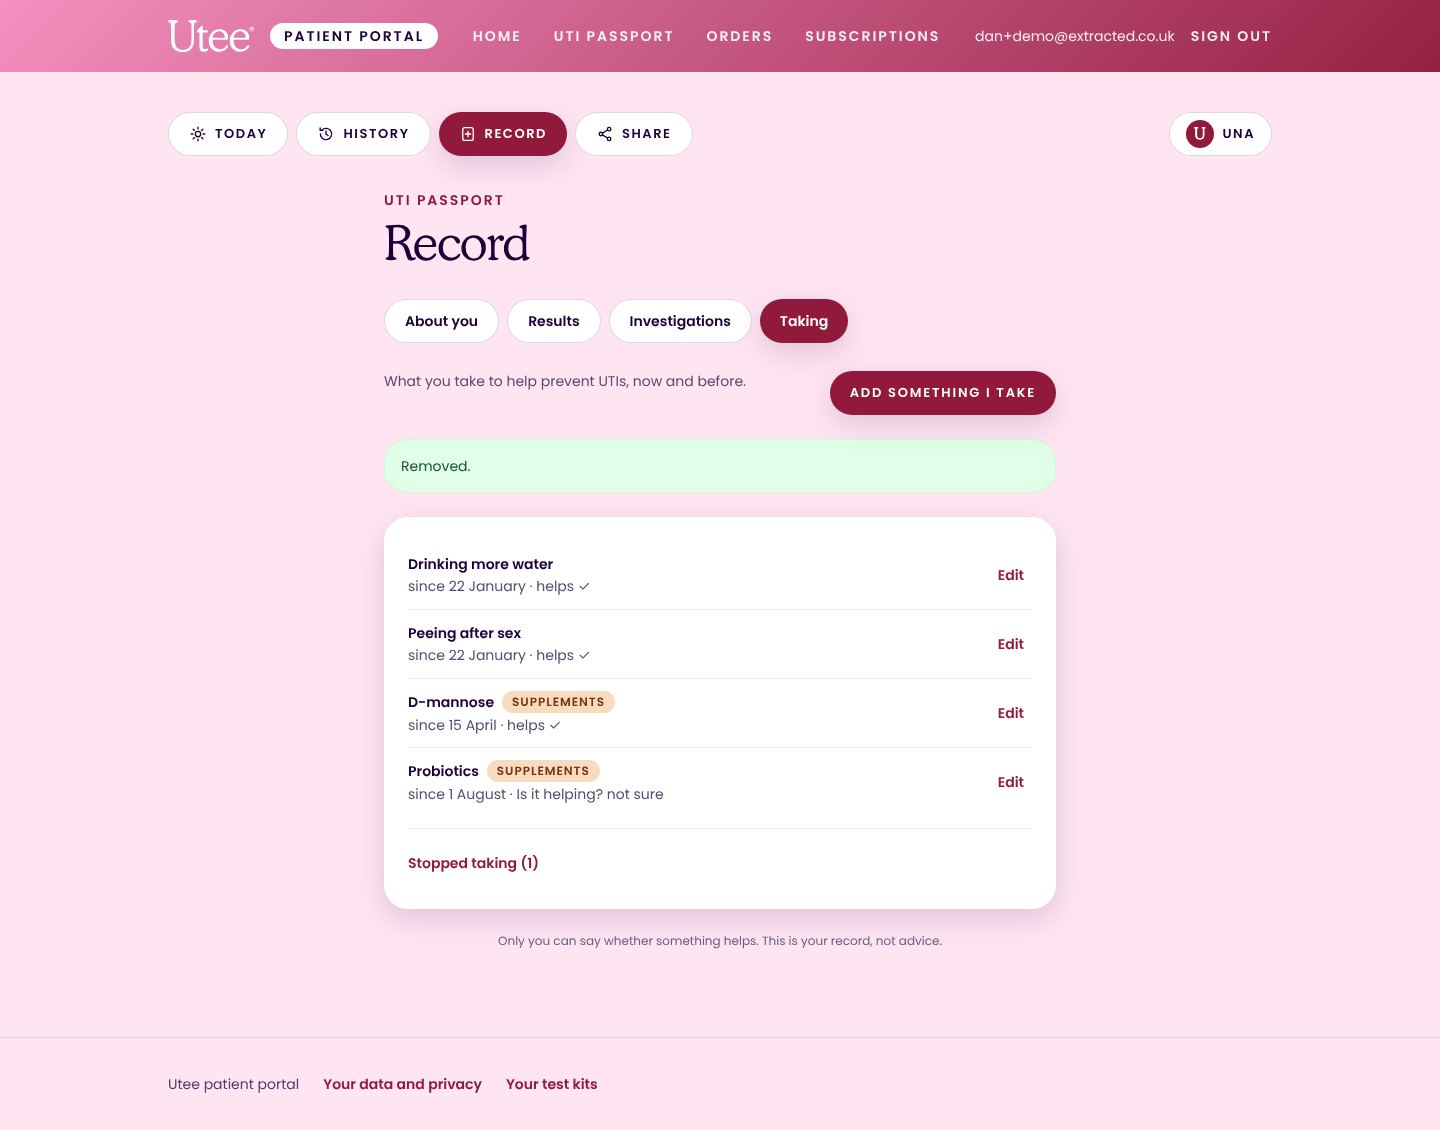 Utee®
PATIENT PORTAL
HOME
UTI PASSPORT
ORDERS
SUBSCRIPTIONS
dan+demo@extracted.co.uk
SIGN OUT
TODAY
HISTORY
RECORD
SHARE
U
UNA
UTI PASSPORT
Record
About you
Results
Investigations
Taking
What you take to help prevent UTIs, now and before.
ADD SOMETHING I TAKE
Removed.
Drinking more water
since 22 January · helps ✓
Edit
Peeing after sex
since 22 January · helps ✓
Edit
D-mannose SUPPLEMENTS
since 15 April · helps ✓
Edit
Probiotics SUPPLEMENTS
since 1 August · Is it helping? not sure
Edit
Stopped taking (1)
Only you can say whether something helps. This is your record, not advice.
Utee patient portal
Your data and privacy
Your test kits